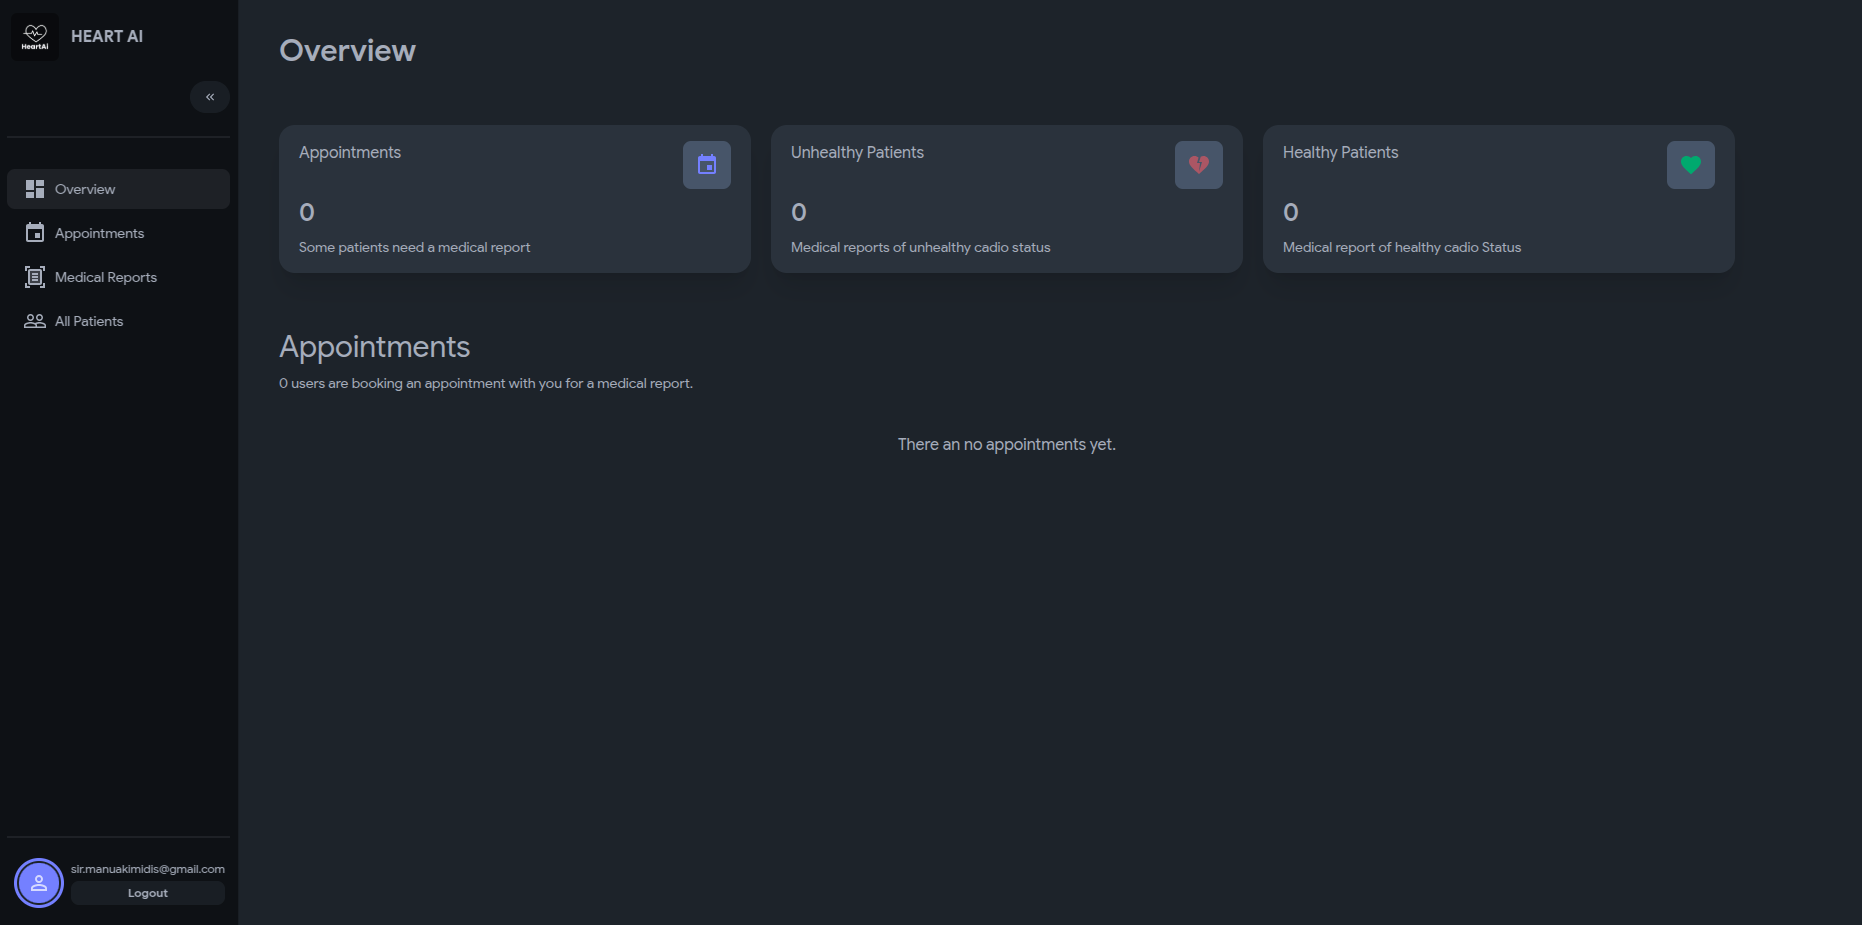 HeartAi
HEART AI
«
Overview
Appointments
Medical Reports
All Patients
sir.manuakimidis@gmail.com
Logout
Overview
Appointments
0
Some patients need a medical report
Unhealthy Patients
0
Medical reports of unhealthy cadio status
Healthy Patients
0
Medical report of healthy cadio Status
Appointments
0 users are booking an appointment with you for a medical report.
There an no appointments yet.